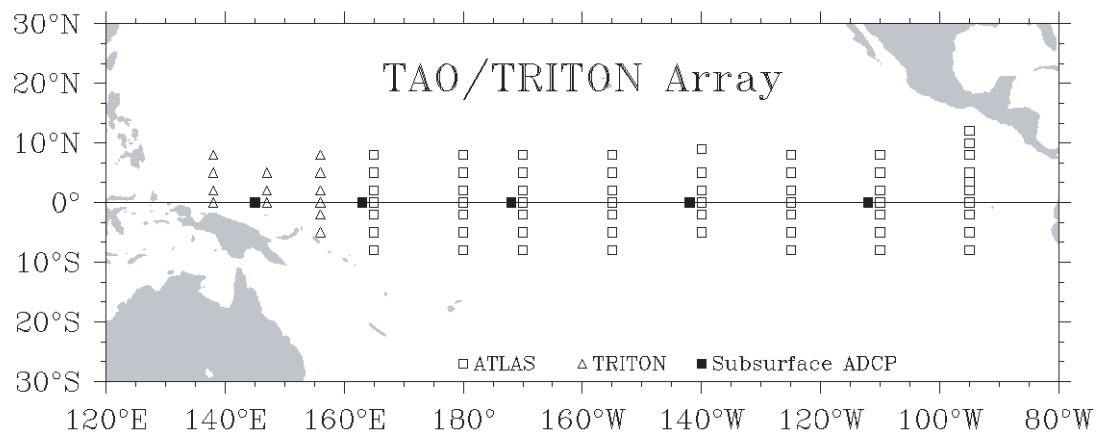 TAO/TRITON Array
30°N
20°N
10°N
0°
10°S
20°S
30°S
ATLAS TRITON Subsurface ADCP
120°E 140°E 160°E 180° 160°W 140°W 120°W 100°W 80°W